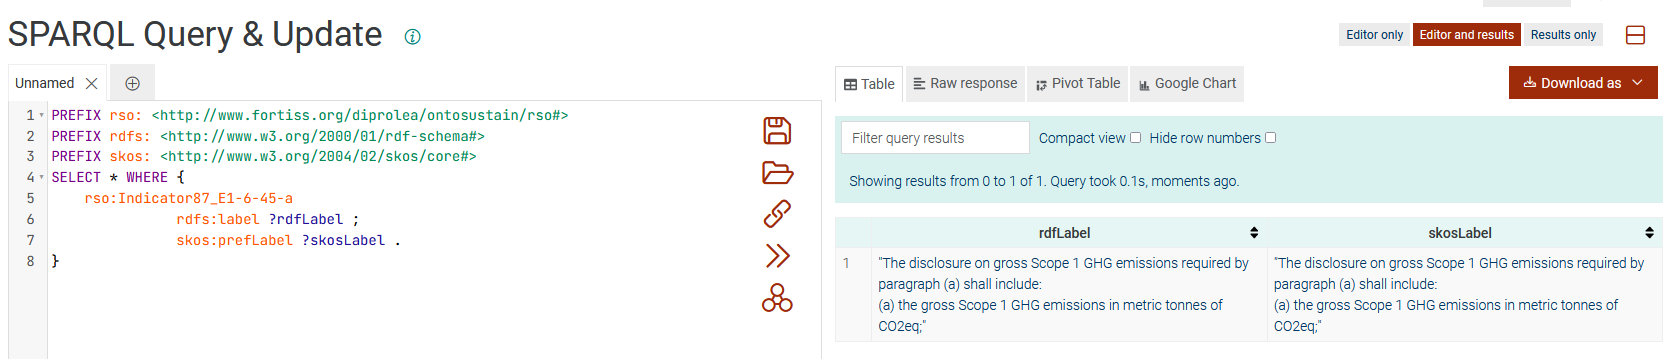 SPARQL Query & Update
Editor only
Editor and results
Results only
Unnamed
Table
Raw response
Pivot Table
Google Chart
Download as
1 PREFIX rso: <http://www.fortiss.org/diprolea/ontosustain/rso#>
2 PREFIX rdfs: <http://www.w3.org/2000/01/rdf-schema#>
3 PREFIX skos: <http://www.w3.org/2004/02/skos/core#>
4 SELECT * WHERE {
5 rso:Indicator87_E1-6-45-a
6 rdfs:label ?rdfLabel ;
7 skos:prefLabel ?skosLabel .
8 }
Filter query results
Compact view
Hide row numbers
Showing results from 0 to 1 of 1. Query took 0.1s, moments ago.
rdfLabel
skosLabel
1
"The disclosure on gross Scope 1 GHG emissions required by
paragraph (a) shall include:
(a) the gross Scope 1 GHG emissions in metric tonnes of
CO2eq;"
"The disclosure on gross Scope 1 GHG emissions required by
paragraph (a) shall include:
(a) the gross Scope 1 GHG emissions in metric tonnes of
CO2eq;"